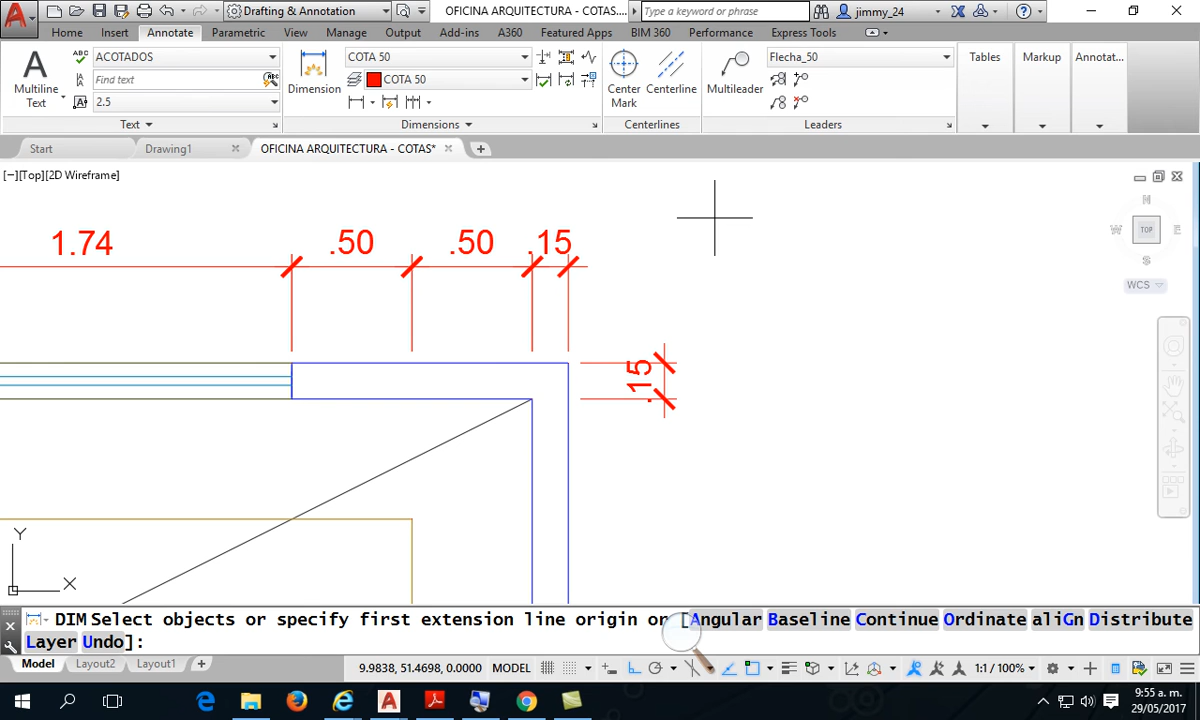 Drafting & Annotation
OFICINA ARQUITECTURA - COTAS....
Type a keyword or phrase
jimmy_24
Home Insert Annotate Parametric View Manage Output Add-ins A360 Featured Apps BIM 360 Performance Express Tools
ABC
ACOTADOS
COTA 50
Flecha_50
Tables
Markup
Annotat...
A
Find text
ABC
COTA 50
Multiline
Text
2.5
Dimension
Center
Mark
Centerline
Multileader
Text
Dimensions
Centerlines
Leaders
Start
Drawing1
OFICINA ARQUITECTURA - COTAS*
[−][Top][2D Wireframe]
N
W
TOP
E
S
WCS
1.74
.50
.50
.15
.15
Y
X
DIM Select objects or specify first extension line origin or [Angular Baseline Continue Ordinate aliGn Distribute
Layer Undo]:
Model
Layout2
Layout1
9.9838, 51.4698, 0.0000
MODEL
1:1 / 100%
9:55 a. m.
29/05/2017